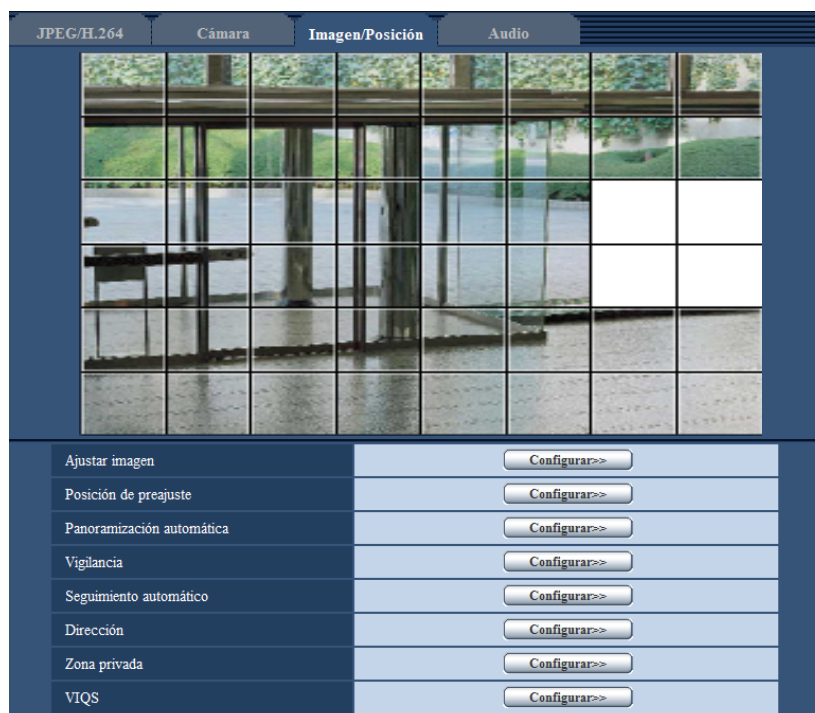 JPEG/H.264 Cámara Imagen/Posición Audio
Ajustar imagen Configurar>>
Posición de preajuste Configurar>>
Panoramización automática Configurar>>
Vigilancia Configurar>>
Seguimiento automático Configurar>>
Dirección Configurar>>
Zona privada Configurar>>
VIQS Configurar>>